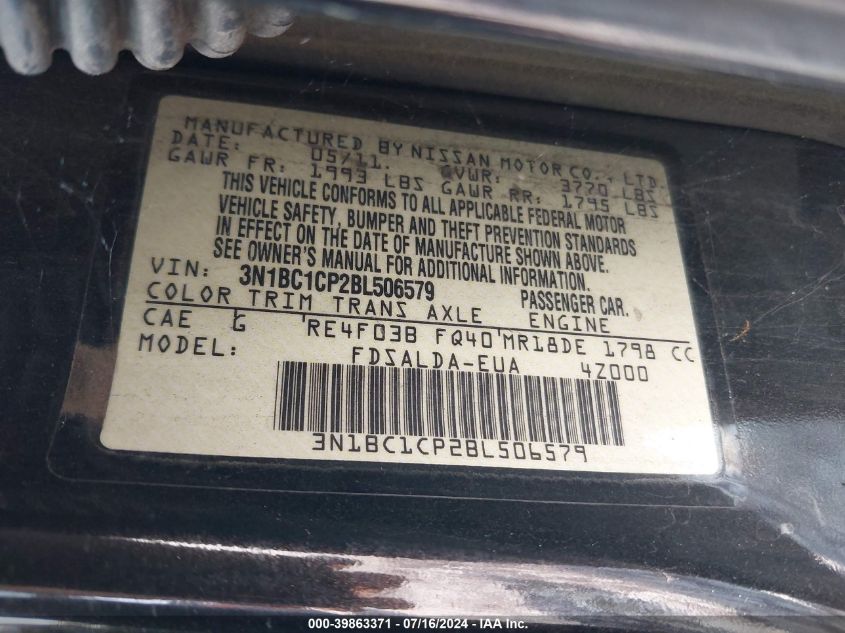 MANUFACTURED BY NISSAN MOTOR CO., LTD.
DATE: 05/11. GVWR: 3770 LBS
GAWR FR: 1993 LBS GAWR RR: 1795 LBS
THIS VEHICLE CONFORMS TO ALL APPLICABLE FEDERAL MOTOR
VEHICLE SAFETY, BUMPER AND THEFT PREVENTION STANDARDS
IN EFFECT ON THE DATE OF MANUFACTURE SHOWN ABOVE.
SEE OWNER'S MANUAL FOR ADDITIONAL INFORMATION.
VIN: 3N1BC1CP2BL506579 PASSENGER CAR.
COLOR TRIM TRANS AXLE ENGINE
CAE G RE4F03B FQ40 MR18DE 1798 CC
MODEL: FDSALDA-EUA 4Z000
3N1BC1CP2BL506579
000-39863371 - 07/16/2024 - IAA Inc.